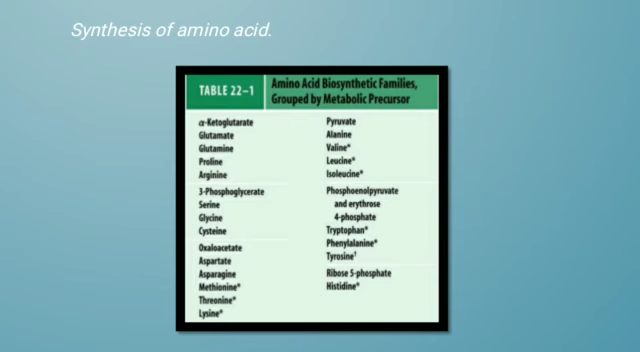 Synthesis of amino acid.
TABLE 22–1
Amino Acid Biosynthetic Families,
Grouped by Metabolic Precursor
α-Ketoglutarate
Glutamate
Glutamine
Proline
Arginine
3-Phosphoglycerate
Serine
Glycine
Cysteine
Oxaloacetate
Aspartate
Asparagine
Methionine*
Threonine*
Lysine*
Pyruvate
Alanine
Valine*
Leucine*
Isoleucine*
Phosphoenolpyruvate
and erythrose
4-phosphate
Tryptophan*
Phenylalanine*
Tyrosine†
Ribose 5-phosphate
Histidine*